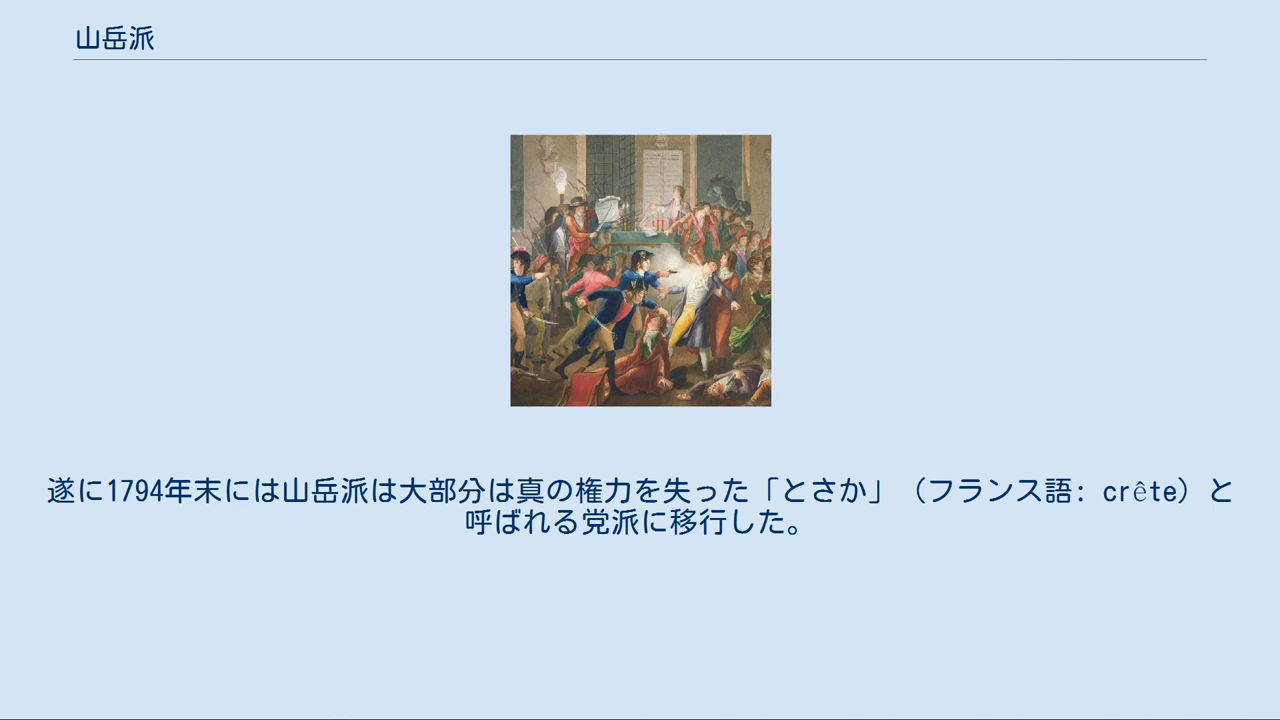 山岳派
遂に1794年末には山岳派は大部分は真の権力を失った「とさか」（フランス語: crête）と
呼ばれる党派に移行した。